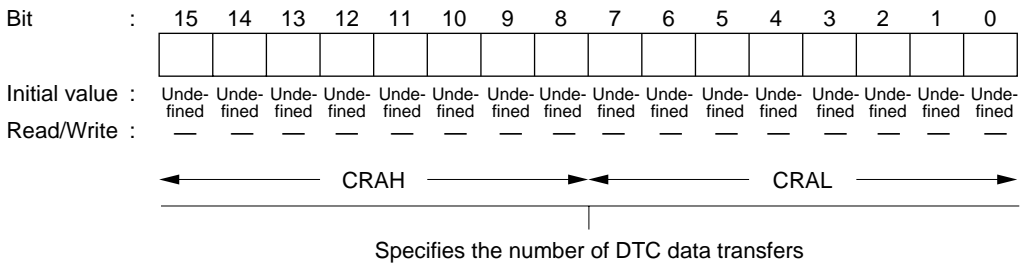 Bit : 15 14 13 12 11 10 9 8 7 6 5 4 3 2 1 0
Initial value : Unde- Unde- Unde- Unde- Unde- Unde- Unde- Unde- Unde- Unde- Unde- Unde- Unde- Unde- Unde- Unde-
fined fined fined fined fined fined fined fined fined fined fined fined fined fined fined fined
Read/Write : — — — — — — — — — — — — — — — —
CRAH CRAL
Specifies the number of DTC data transfers